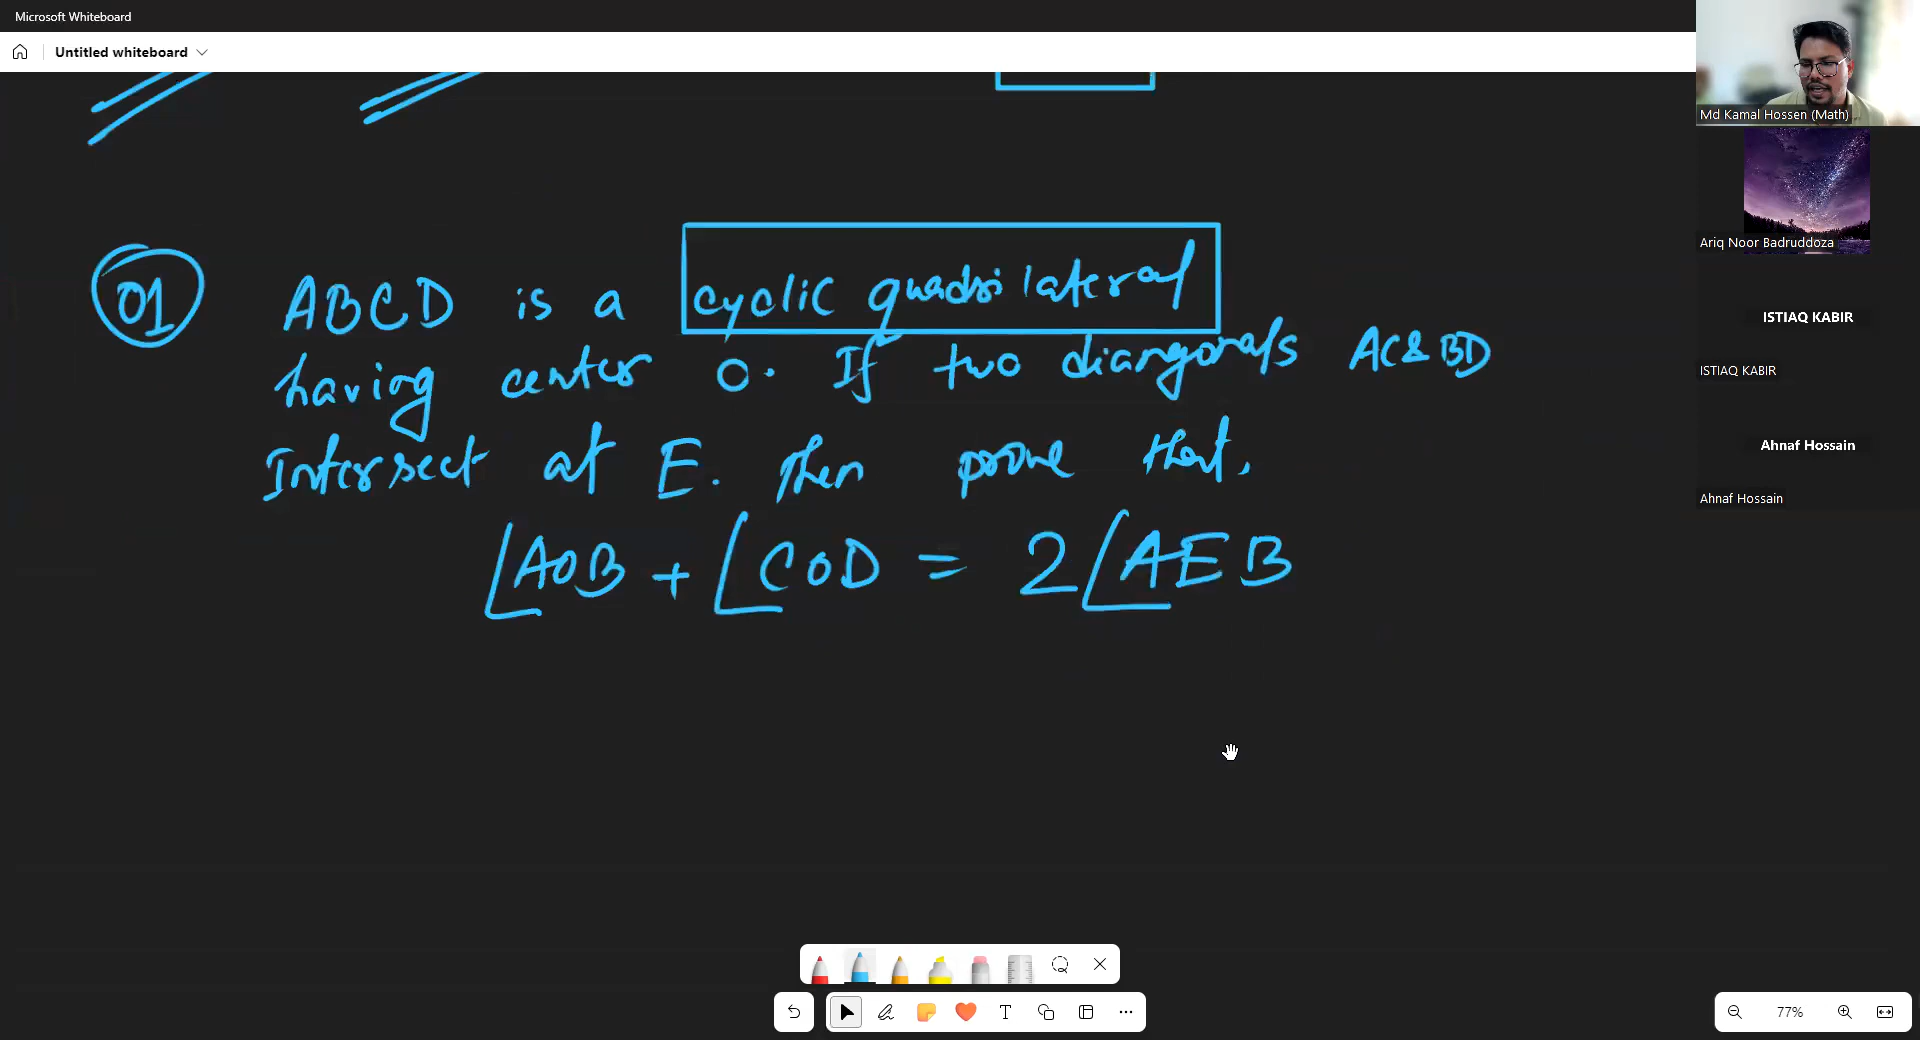 Microsoft Whiteboard
Untitled whiteboard
Md Kamal Hossen (Math)
Ariq Noor Badruddoza
ISTIAQ KABIR
ISTIAQ KABIR
Ahnaf Hossain
Ahnaf Hossain
01 ABCD is a cyclic quadrilateral
having center O. If two diangonals AC & BD
Intersect at E. Then prove that,
∠AOB + ∠COD = 2∠AEB
77%